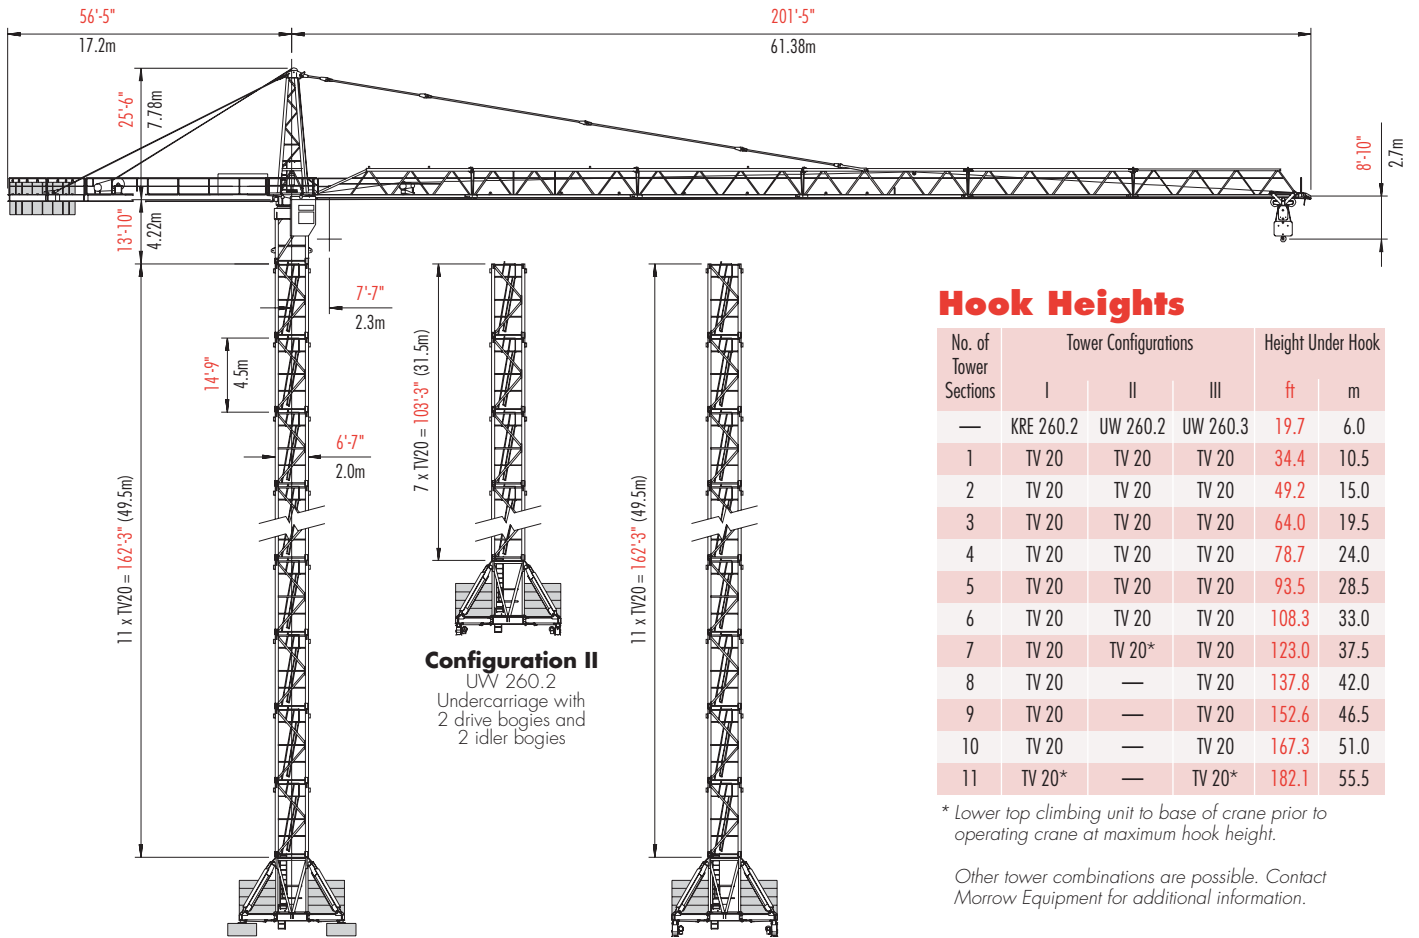 56'-5"
17.2m
201'-5"
61.38m
25'-6"
7.78m
8'-10"
2.7m
13'-10"
4.22m
7'-7"
2.3m
14'-9"
4.5m
6'-7"
2.0m
11 x TV20 = 162'-3" (49.5m)
7 x TV20 = 103'-3" (31.5m)
11 x TV20 = 162'-3" (49.5m)
Configuration II
UW 260.2
Undercarriage with
2 drive bogies and
2 idler bogies
Hook Heights
No. of Tower Configurations Height Under Hook
Tower
Sections I II III ft m
— KRE 260.2 UW 260.2 UW 260.3 19.7 6.0
1 TV 20 TV 20 TV 20 34.4 10.5
2 TV 20 TV 20 TV 20 49.2 15.0
3 TV 20 TV 20 TV 20 64.0 19.5
4 TV 20 TV 20 TV 20 78.7 24.0
5 TV 20 TV 20 TV 20 93.5 28.5
6 TV 20 TV 20 TV 20 108.3 33.0
7 TV 20 TV 20* TV 20 123.0 37.5
8 TV 20 — TV 20 137.8 42.0
9 TV 20 — TV 20 152.6 46.5
10 TV 20 — TV 20 167.3 51.0
11 TV 20* — TV 20* 182.1 55.5
* Lower top climbing unit to base of crane prior to
operating crane at maximum hook height.
Other tower combinations are possible. Contact
Morrow Equipment for additional information.